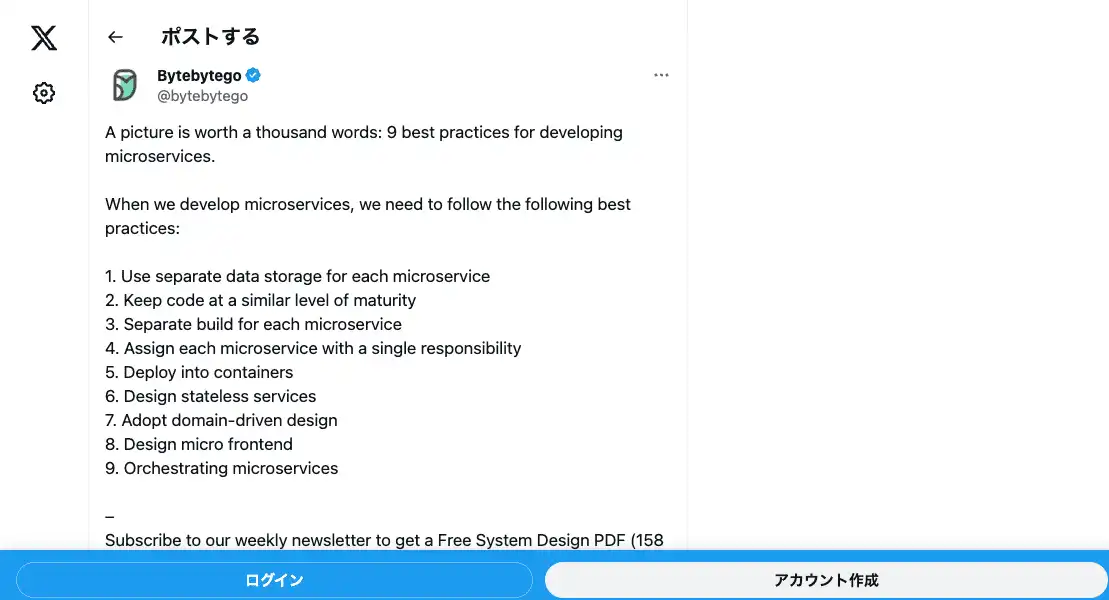 ポストする
Bytebytego
@bytebytego
A picture is worth a thousand words: 9 best practices for developing
microservices.
When we develop microservices, we need to follow the following best
practices:
1. Use separate data storage for each microservice
2. Keep code at a similar level of maturity
3. Separate build for each microservice
4. Assign each microservice with a single responsibility
5. Deploy into containers
6. Design stateless services
7. Adopt domain-driven design
8. Design micro frontend
9. Orchestrating microservices
–
Subscribe to our weekly newsletter to get a Free System Design PDF (158
ログイン
アカウント作成